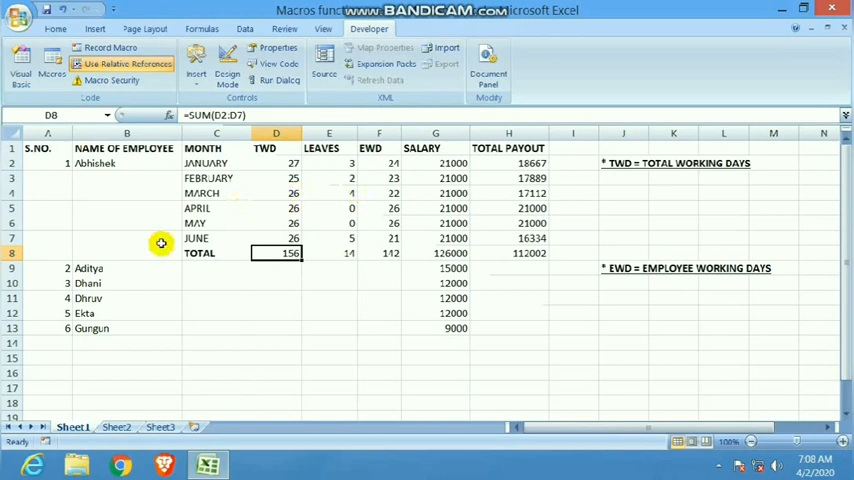 Macros func
www.BANDICAM.com
icrosoft Excel
Home Insert Page Layout Formulas Data Review View Developer
Visual Basic
Macros
Record Macro
Use Relative References
Macro Security
Code
Insert
Design Mode
Properties
View Code
Run Dialog
Controls
Source
Map Properties
Expansion Packs
Refresh Data
Import
Export
XML
Document Panel
Modify
D8 fx =SUM(D2:D7)
A B C D E F G H I J K L M N
1 S.NO. NAME OF EMPLOYEE MONTH TWD LEAVES EWD SALARY TOTAL PAYOUT
2 1 Abhishek JANUARY 27 3 24 21000 18667 * TWD = TOTAL WORKING DAYS
3 FEBRUARY 25 2 23 21000 17889
4 MARCH 26 4 22 21000 17112
5 APRIL 26 0 26 21000 21000
6 MAY 26 0 26 21000 21000
7 JUNE 26 5 21 21000 16334
8 TOTAL 156 14 142 126000 112002
9 2 Aditya 15000 * EWD = EMPLOYEE WORKING DAYS
10 3 Dhani 12000
11 4 Dhruv 12000
12 5 Ekta 12000
13 6 Gungun 9000
14
15
16
17
18
19
Sheet1 Sheet2 Sheet3
Ready 100%
7:08 AM
4/2/2020